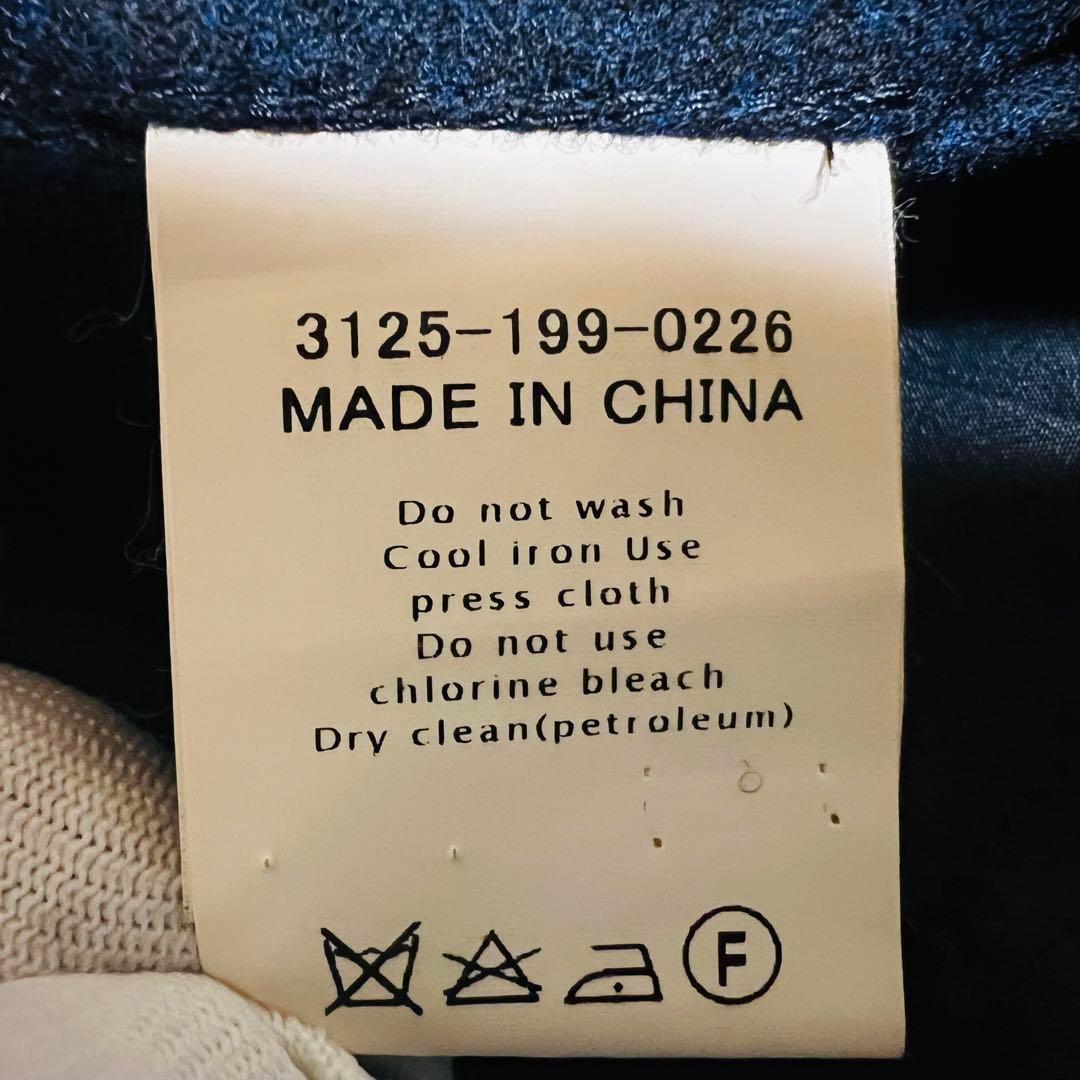 3125-199-0226
MADE IN CHINA
Do not wash
Cool iron Use
press cloth
Do not use
chlorine bleach
Dry clean(petroleum)
F